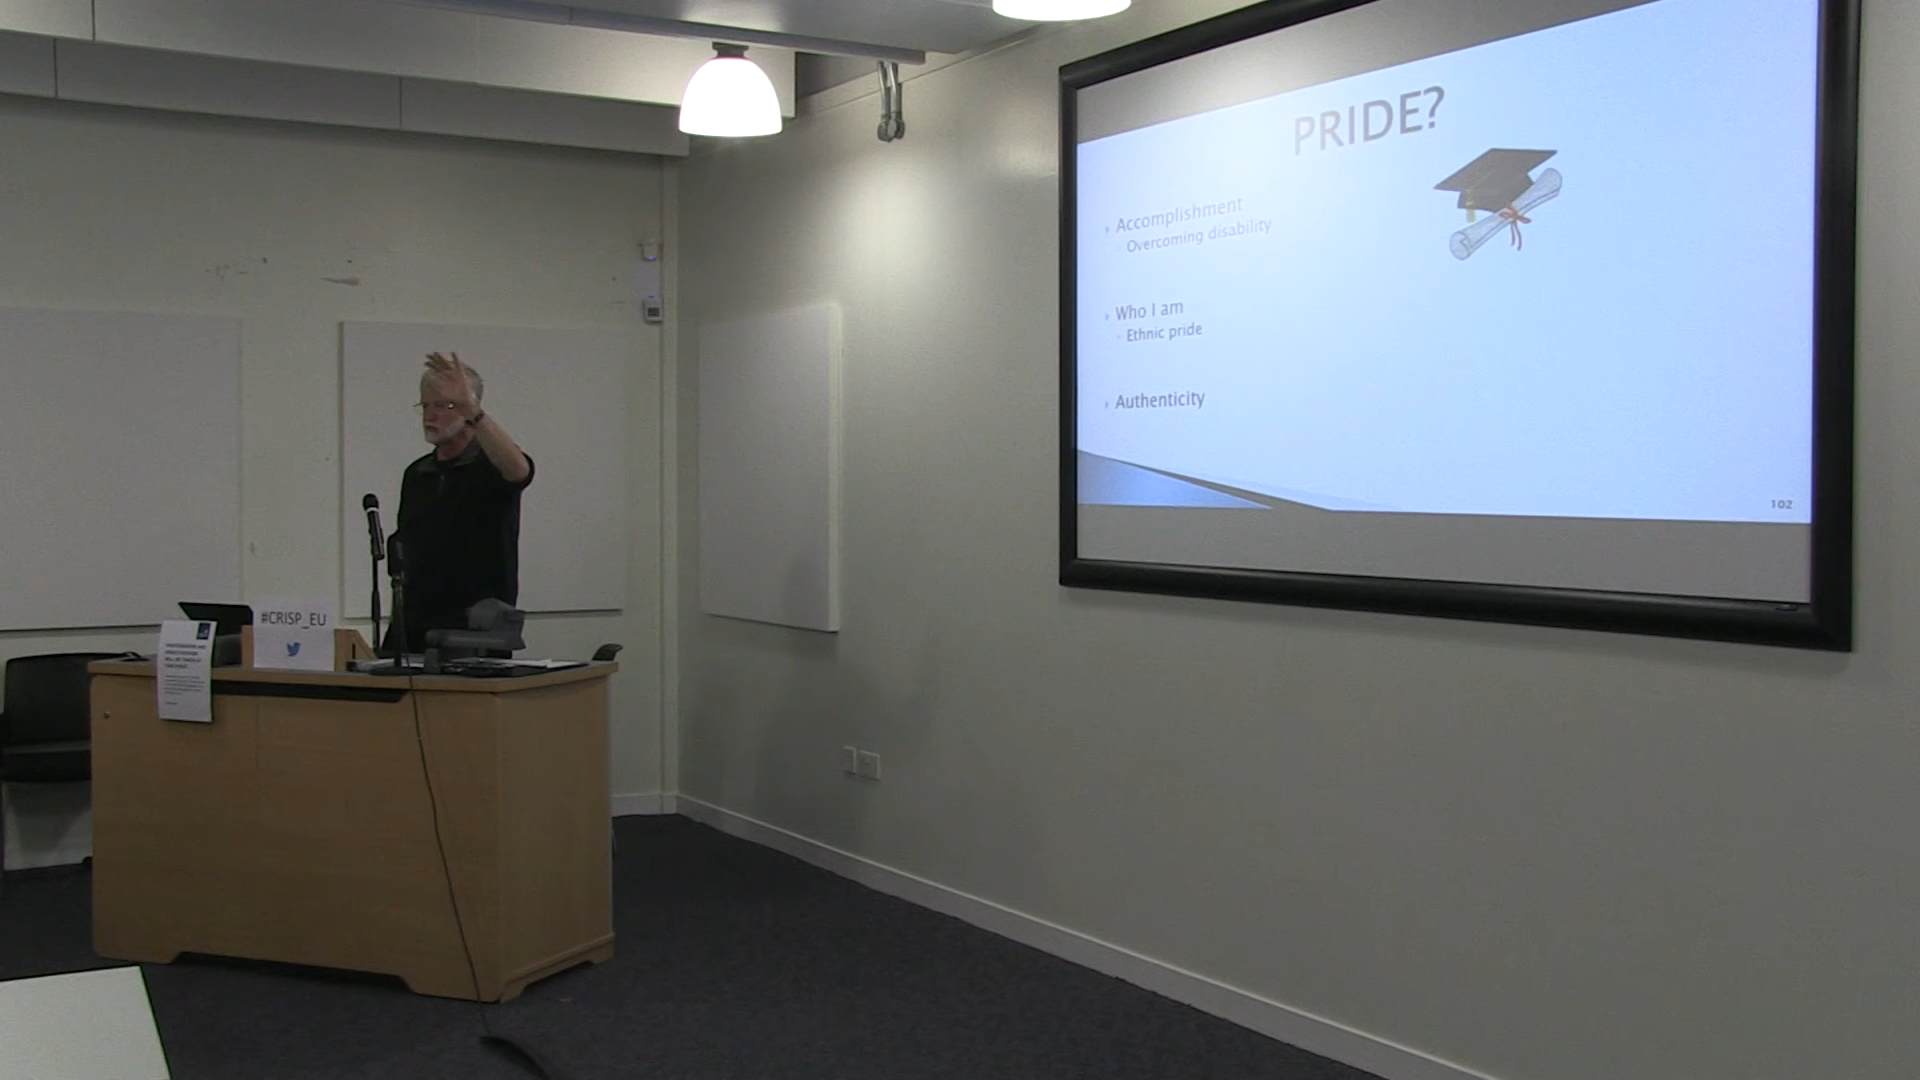 PRIDE?
Accomplishment
Overcoming disability
Who I am
Ethnic pride
Authenticity
102
#CRISP_EU